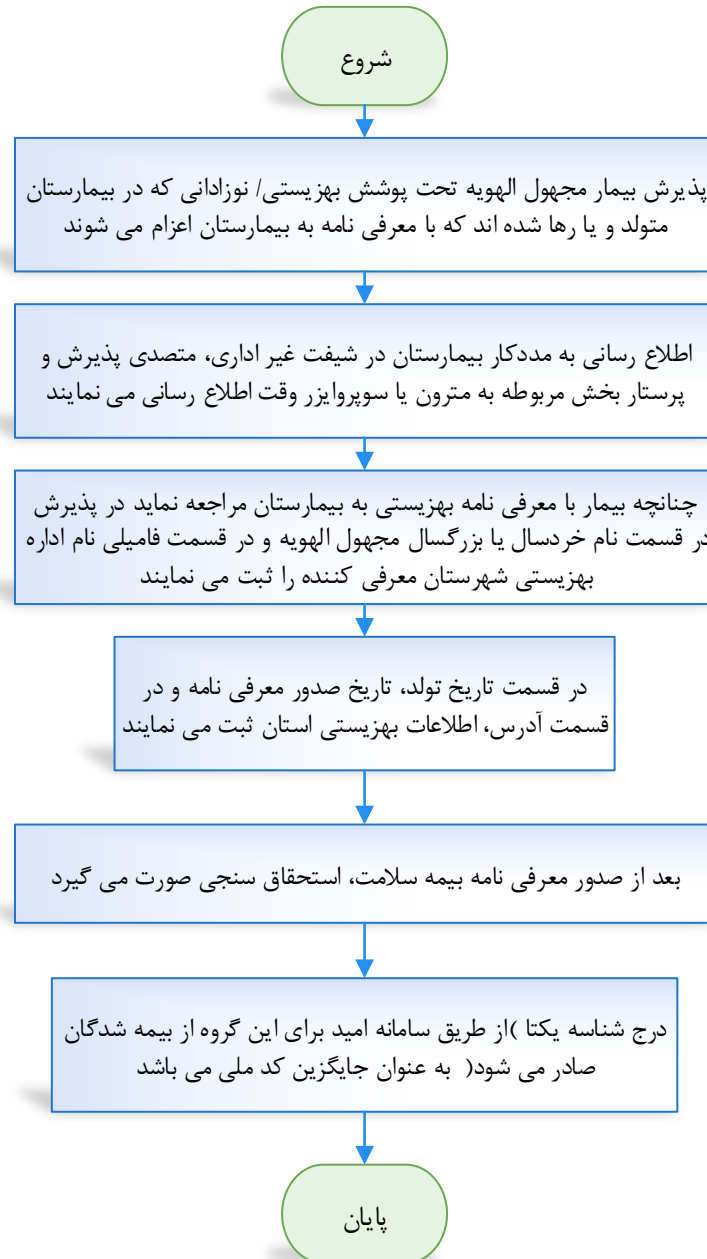 شروع
پذیرش بیمار مجهول الهویه تحت پوشش بهزیستی/ نوزادانی که در بیمارستان
متولد و یا رها شده اند که با معرفی نامه به بیمارستان اعزام می شوند
اطلاع رسانی به مددکار بیمارستان در شیفت غیر اداری، متصدی پذیرش و
پرستار بخش مربوطه به مترون یا سوپروایزر وقت اطلاع رسانی می نمایند
چنانچه بیمار با معرفی نامه بهزیستی به بیمارستان مراجعه نماید در پذیرش
در قسمت نام خردسال یا بزرگسال مجهول الهویه و در قسمت فامیلی نام اداره
بهزیستی شهرستان معرفی کننده را ثبت می نمایند
در قسمت تاریخ تولد، تاریخ صدور معرفی نامه و در
قسمت آدرس، اطلاعات بهزیستی استان ثبت می نمایند
بعد از صدور معرفی نامه بیمه سلامت، استحقاق سنجی صورت می گیرد
درج شناسه یکتا )از طریق سامانه امید برای این گروه از بیمه شدگان
صادر می شود( به عنوان جایگزین کد ملی می باشد
پایان